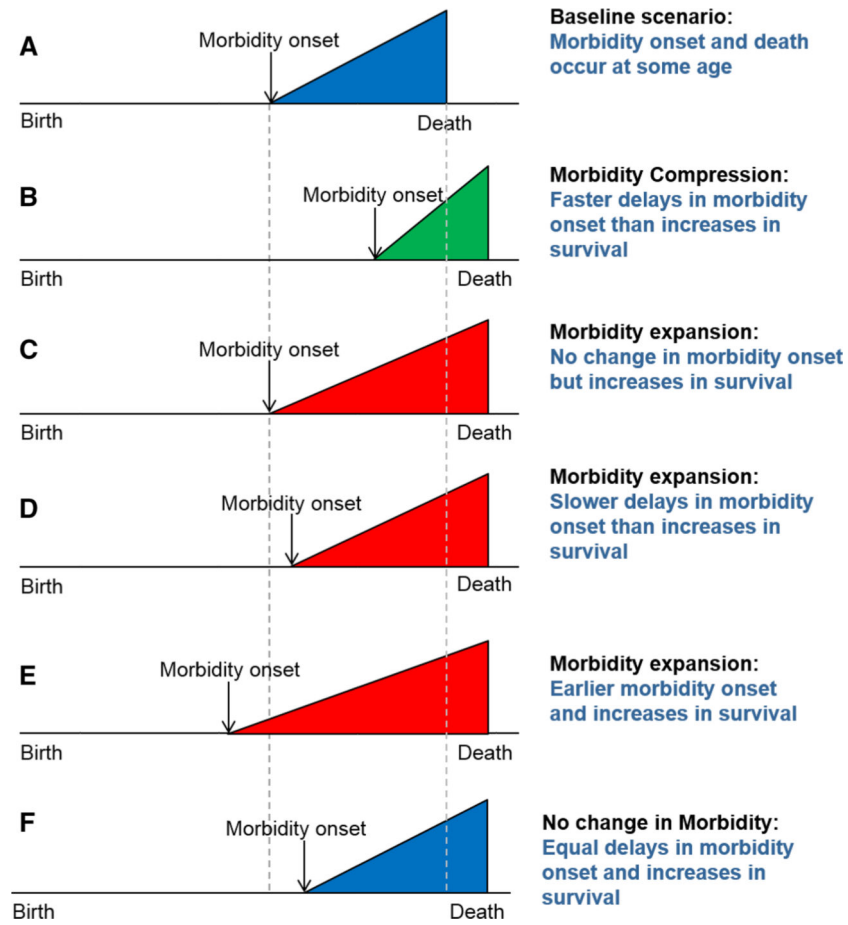 A
Morbidity onset
Birth
Death
Baseline scenario:
Morbidity onset and death
occur at some age
B
Morbidity onset
Birth
Death
Morbidity Compression:
Faster delays in morbidity
onset than increases in
survival
C
Morbidity onset
Birth
Death
Morbidity expansion:
No change in morbidity onset
but increases in survival
D
Morbidity onset
Birth
Death
Morbidity expansion:
Slower delays in morbidity
onset than increases in
survival
E
Morbidity onset
Birth
Death
Morbidity expansion:
Earlier morbidity onset
and increases in survival
F
Morbidity onset
Birth
Death
No change in Morbidity:
Equal delays in morbidity
onset and increases in
survival